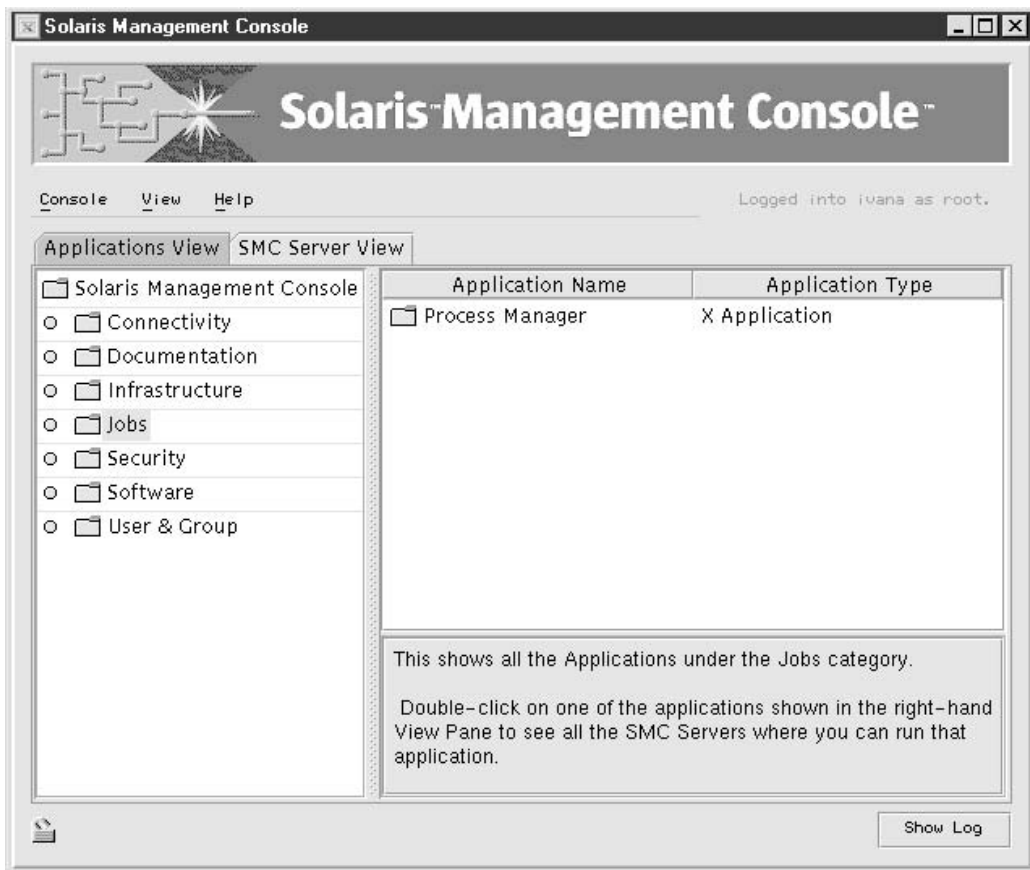 Solaris Management Console
Solaris™Management Console™
Console View Help
Logged into ivana as root.
Applications View
SMC Server View
Solaris Management Console
Connectivity
Documentation
Infrastructure
Jobs
Security
Software
User & Group
Application Name Application Type
Process Manager X Application
This shows all the Applications under the Jobs category.
Double-click on one of the applications shown in the right-hand
View Pane to see all the SMC Servers where you can run that
application.
Show Log